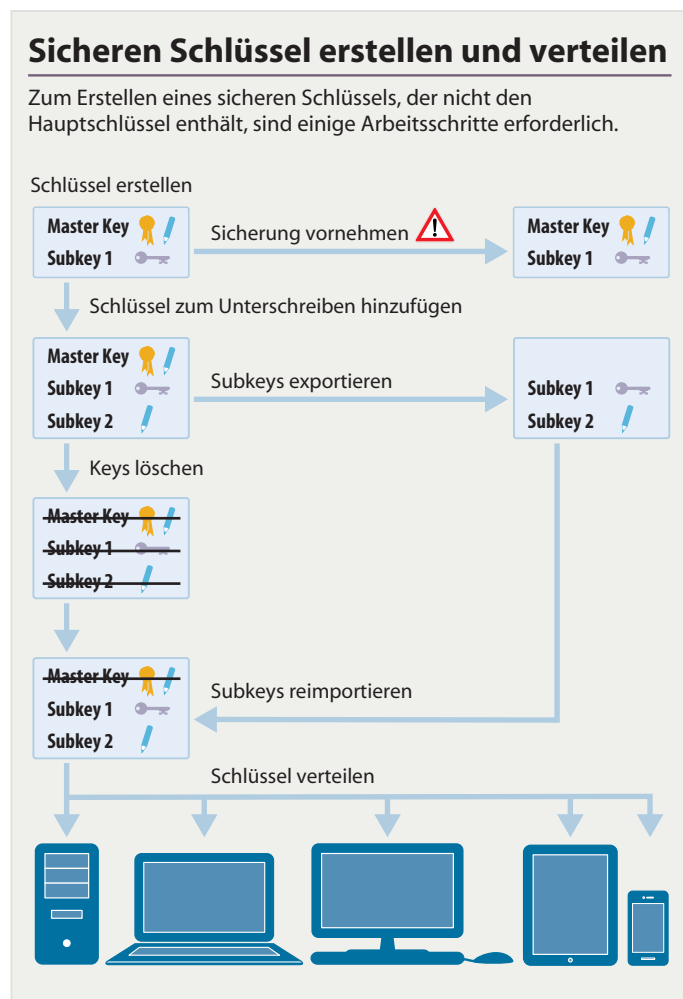 Sicheren Schlüssel erstellen und verteilen
Zum Erstellen eines sicheren Schlüssels, der nicht den
Hauptschlüssel enthält, sind einige Arbeitsschritte erforderlich.
Schlüssel erstellen
Master Key
Subkey 1
Sicherung vornehmen
Master Key
Subkey 1
Schlüssel zum Unterschreiben hinzufügen
Master Key
Subkey 1
Subkey 2
Subkeys exportieren
Subkey 1
Subkey 2
Keys löschen
Master Key
Subkey 1
Subkey 2
Master Key
Subkey 1
Subkey 2
Subkeys reimportieren
Schlüssel verteilen